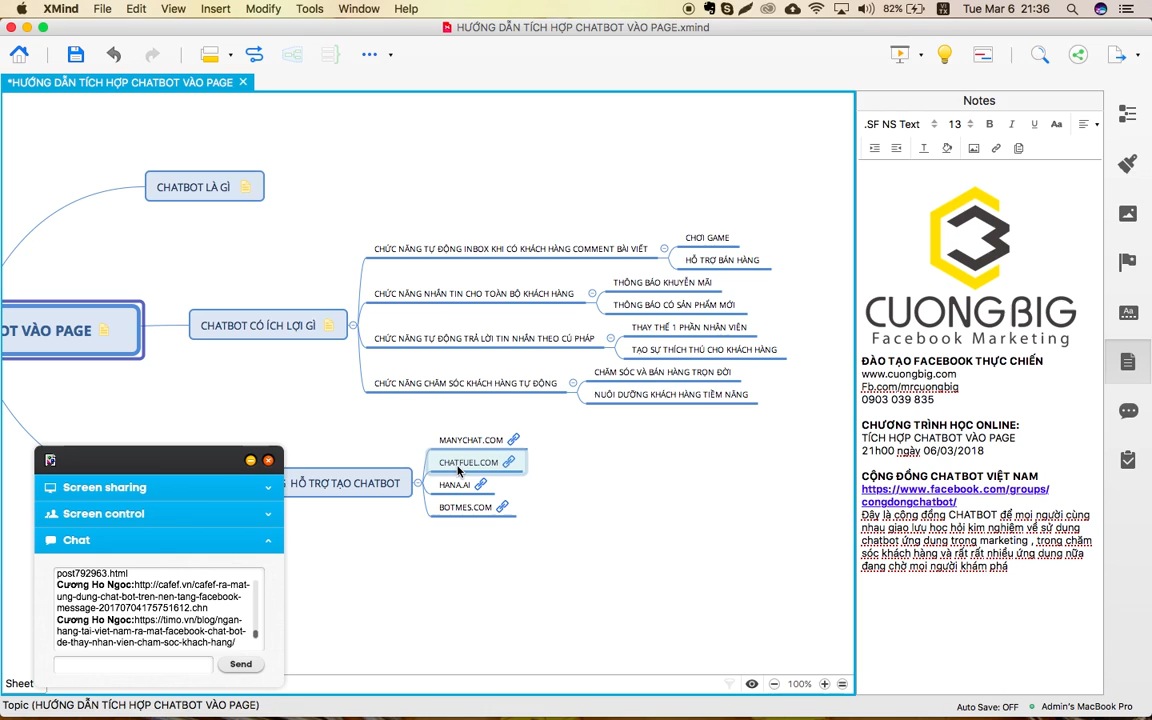 XMind File Edit View Insert Modify Tools Window Help 82% Tue Mar 6 21:36
HƯỚNG DẪN TÍCH HỢP CHATBOT VÀO PAGE.xmind
*HƯỚNG DẪN TÍCH HỢP CHATBOT VÀO PAGE
Notes
.SF NS Text 13 B I U Aa
CHATBOT LÀ GÌ
OT VÀO PAGE
CHATBOT CÓ ÍCH LỢI GÌ
CHỨC NĂNG TỰ ĐỘNG INBOX KHI CÓ KHÁCH HÀNG COMMENT BÀI VIẾT
CHƠI GAME
HỖ TRỢ BÁN HÀNG
CHỨC NĂNG NHẮN TIN CHO TOÀN BỘ KHÁCH HÀNG
THÔNG BÁO KHUYẾN MÃI
THÔNG BÁO CÓ SẢN PHẨM MỚI
CHỨC NĂNG TỰ ĐỘNG TRẢ LỜI TIN NHẮN THEO CÚ PHÁP
THAY THẾ 1 PHẦN NHÂN VIÊN
TẠO SỰ THÍCH THÚ CHO KHÁCH HÀNG
CHỨC NĂNG CHĂM SÓC KHÁCH HÀNG TỰ ĐỘNG
CHĂM SÓC VÀ BÁN HÀNG TRỌN ĐỜI
NUÔI DƯỠNG KHÁCH HÀNG TIỀM NĂNG
HỖ TRỢ TẠO CHATBOT
MANYCHAT.COM
CHATFUEL.COM
HANA.AI
BOTMES.COM
Screen sharing
Screen control
Chat
post792963.html
Cương Ho Ngoc:http://cafef.vn/cafef-ra-mat-
ung-dung-chat-bot-tren-nen-tang-facebook-
message-20170704175751612.chn
Cương Ho Ngoc:https://timo.vn/blog/ngan-
hang-tai-viet-nam-ra-mat-facebook-chat-bot-
de-thay-nhan-vien-cham-soc-khach-hang/
Send
CUONGBIG
Facebook Marketing
ĐÀO TẠO FACEBOOK THỰC CHIẾN
www.cuongbig.com
Fb.com/mrcuongbig
0903 039 835
CHƯƠNG TRÌNH HỌC ONLINE:
TÍCH HỢP CHATBOT VÀO PAGE
21h00 ngày 06/03/2018
CỘNG ĐỒNG CHATBOT VIỆT NAM
https://www.facebook.com/groups/
congdongchatbot/
Đây là cộng đồng CHATBOT để mọi người cùng
nhau giao lưu học hỏi kinh nghiệm về sử dụng
chatbot ứng dụng trong marketing , trong chăm
sóc khách hàng và rất rất nhiều ứng dụng nữa
đang chờ mọi người khám phá
Sheet
100%
Topic (HƯỚNG DẪN TÍCH HỢP CHATBOT VÀO PAGE)
Auto Save: OFF Admin's MacBook Pro